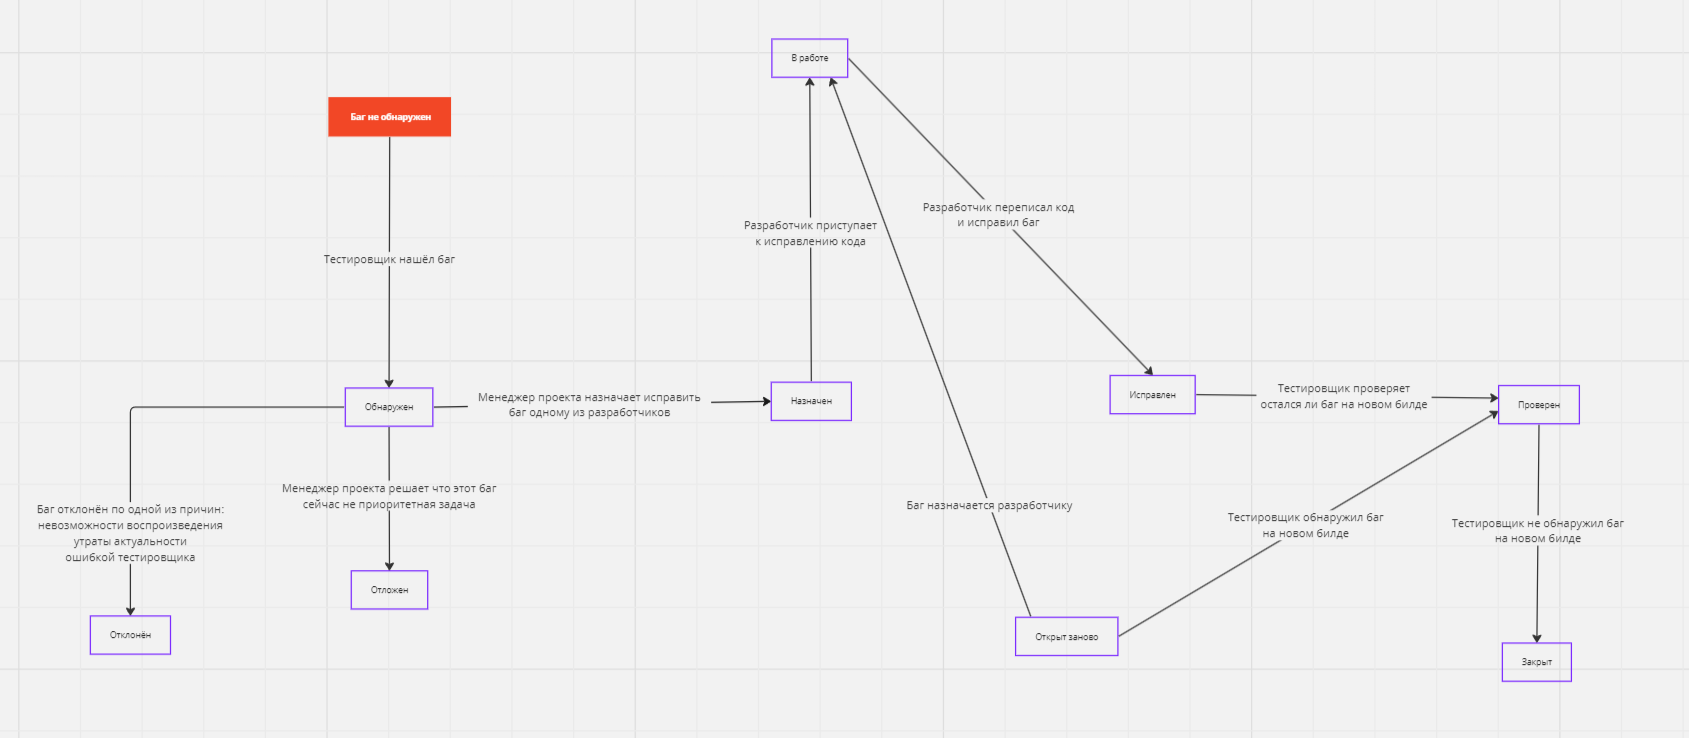 В работе
Баг не обнаружен
Разработчик переписал код
и исправил баг
Разработчик приступает
к исправлению кода
Тестировщик нашёл баг
Обнаружен
Менеджер проекта назначает исправить
баг одному из разработчиков
Назначен
Исправлен
Тестировщик проверяет
остался ли баг на новом билде
Проверен
Менеджер проекта решает что этот баг
сейчас не приоритетная задача
Баг отклонён по одной из причин:
невозможности воспроизведения
утраты актуальности
ошибкой тестировщика
Баг назначается разработчику
Тестировщик обнаружил баг
на новом билде
Тестировщик не обнаружил баг
на новом билде
Отложен
Отклонён
Открыт заново
Закрыт